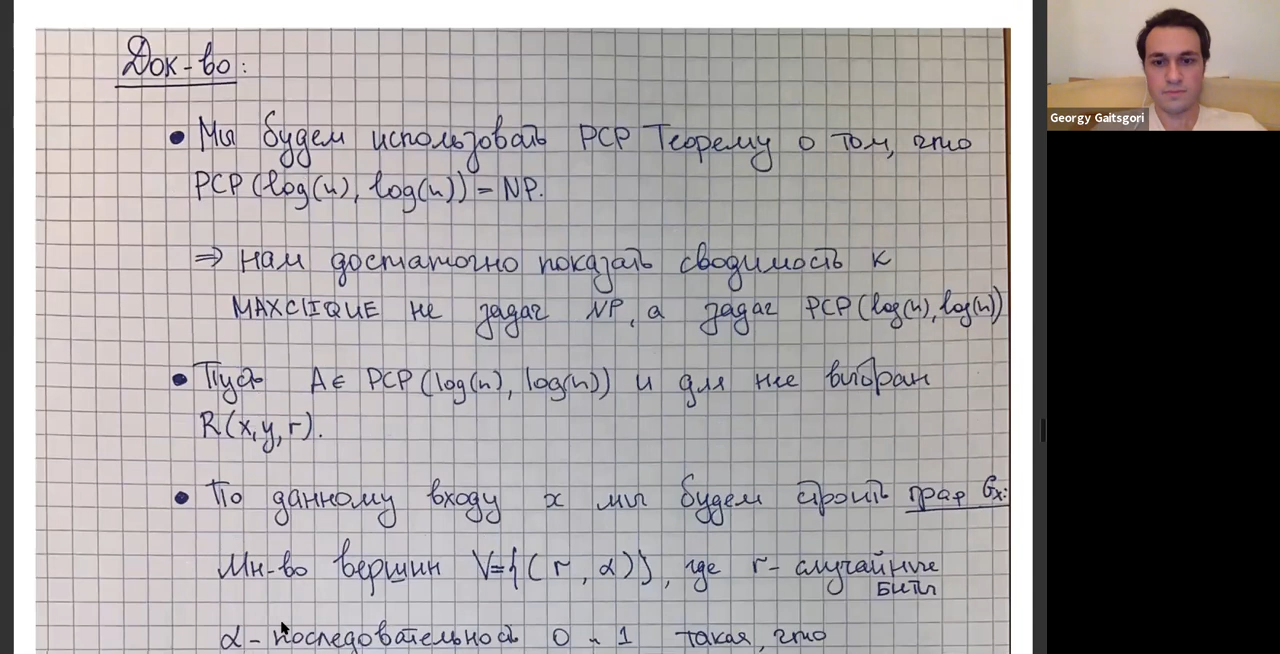 Док-во:
• Мы будем использовать PCP Теорему о том, что
PCP(log(n), log(n)) = NP.
⇒ нам достаточно показать сводимость к
MAXCLIQUE не задач NP, а задач PCP(log(n), log(n))
• Пусть A ∈ PCP(log(n), log(n)) и для нее выбран
R(x, y, r).
• По данному входу x мы будем строить граф Gx:
Мн-во вершин V={(r, α)}, где r - случайные
биты
α - последовательность 0 и 1 такая, что
Georgy Gaitsgori